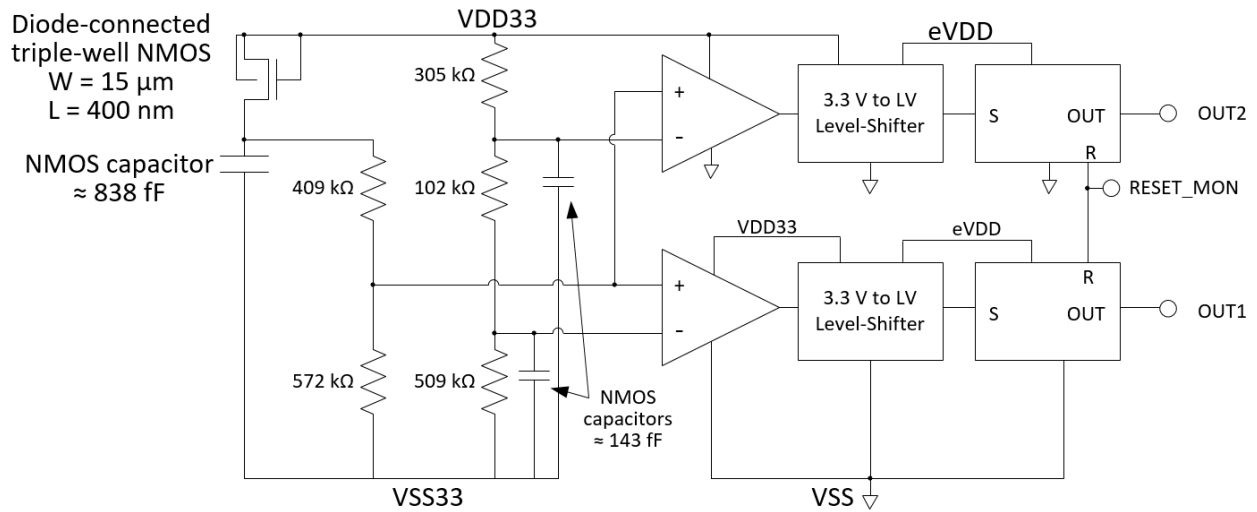 Diode-connected
triple-well NMOS
W = 15 μm
L = 400 nm
NMOS capacitor
≈ 838 fF
VDD33
305 kΩ
409 kΩ
102 kΩ
572 kΩ
509 kΩ
NMOS
capacitors
≈ 143 fF
VSS33
+
-
3.3 V to LV
Level-Shifter
eVDD
S
OUT
R
OUT2
RESET_MON
+
-
VDD33
3.3 V to LV
Level-Shifter
eVDD
R
S
OUT
OUT1
VSS